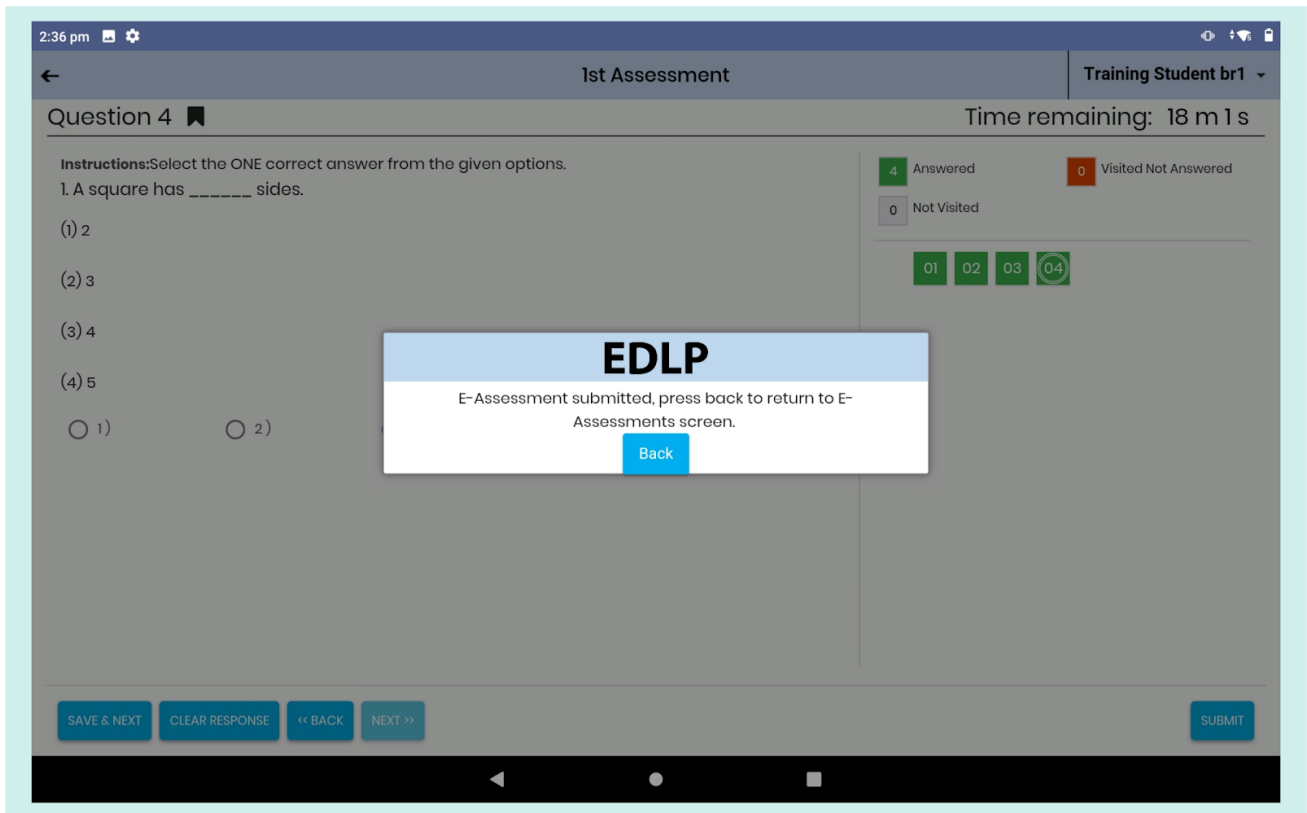 2:36 pm
1st Assessment
Training Student br1
Question 4
Time remaining: 18 m 1 s
Instructions:Select the ONE correct answer from the given options.
1. A square has ______ sides.
(1) 2
(2) 3
(3) 4
(4) 5
1)
2)
4 Answered
0 Visited Not Answered
0 Not Visited
01 02 03 04
EDLP
E-Assessment submitted, press back to return to E-
Assessments screen.
Back
SAVE & NEXT
CLEAR RESPONSE
<< BACK
NEXT >>
SUBMIT